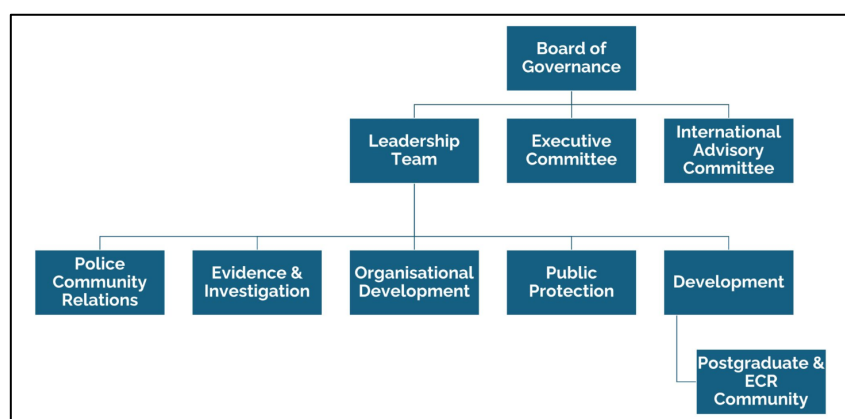 Board of
Governance
Leadership
Team
Executive
Committee
International
Advisory
Committee
Police
Community
Relations
Evidence &
Investigation
Organisational
Development
Public
Protection
Development
Postgraduate &
ECR
Community